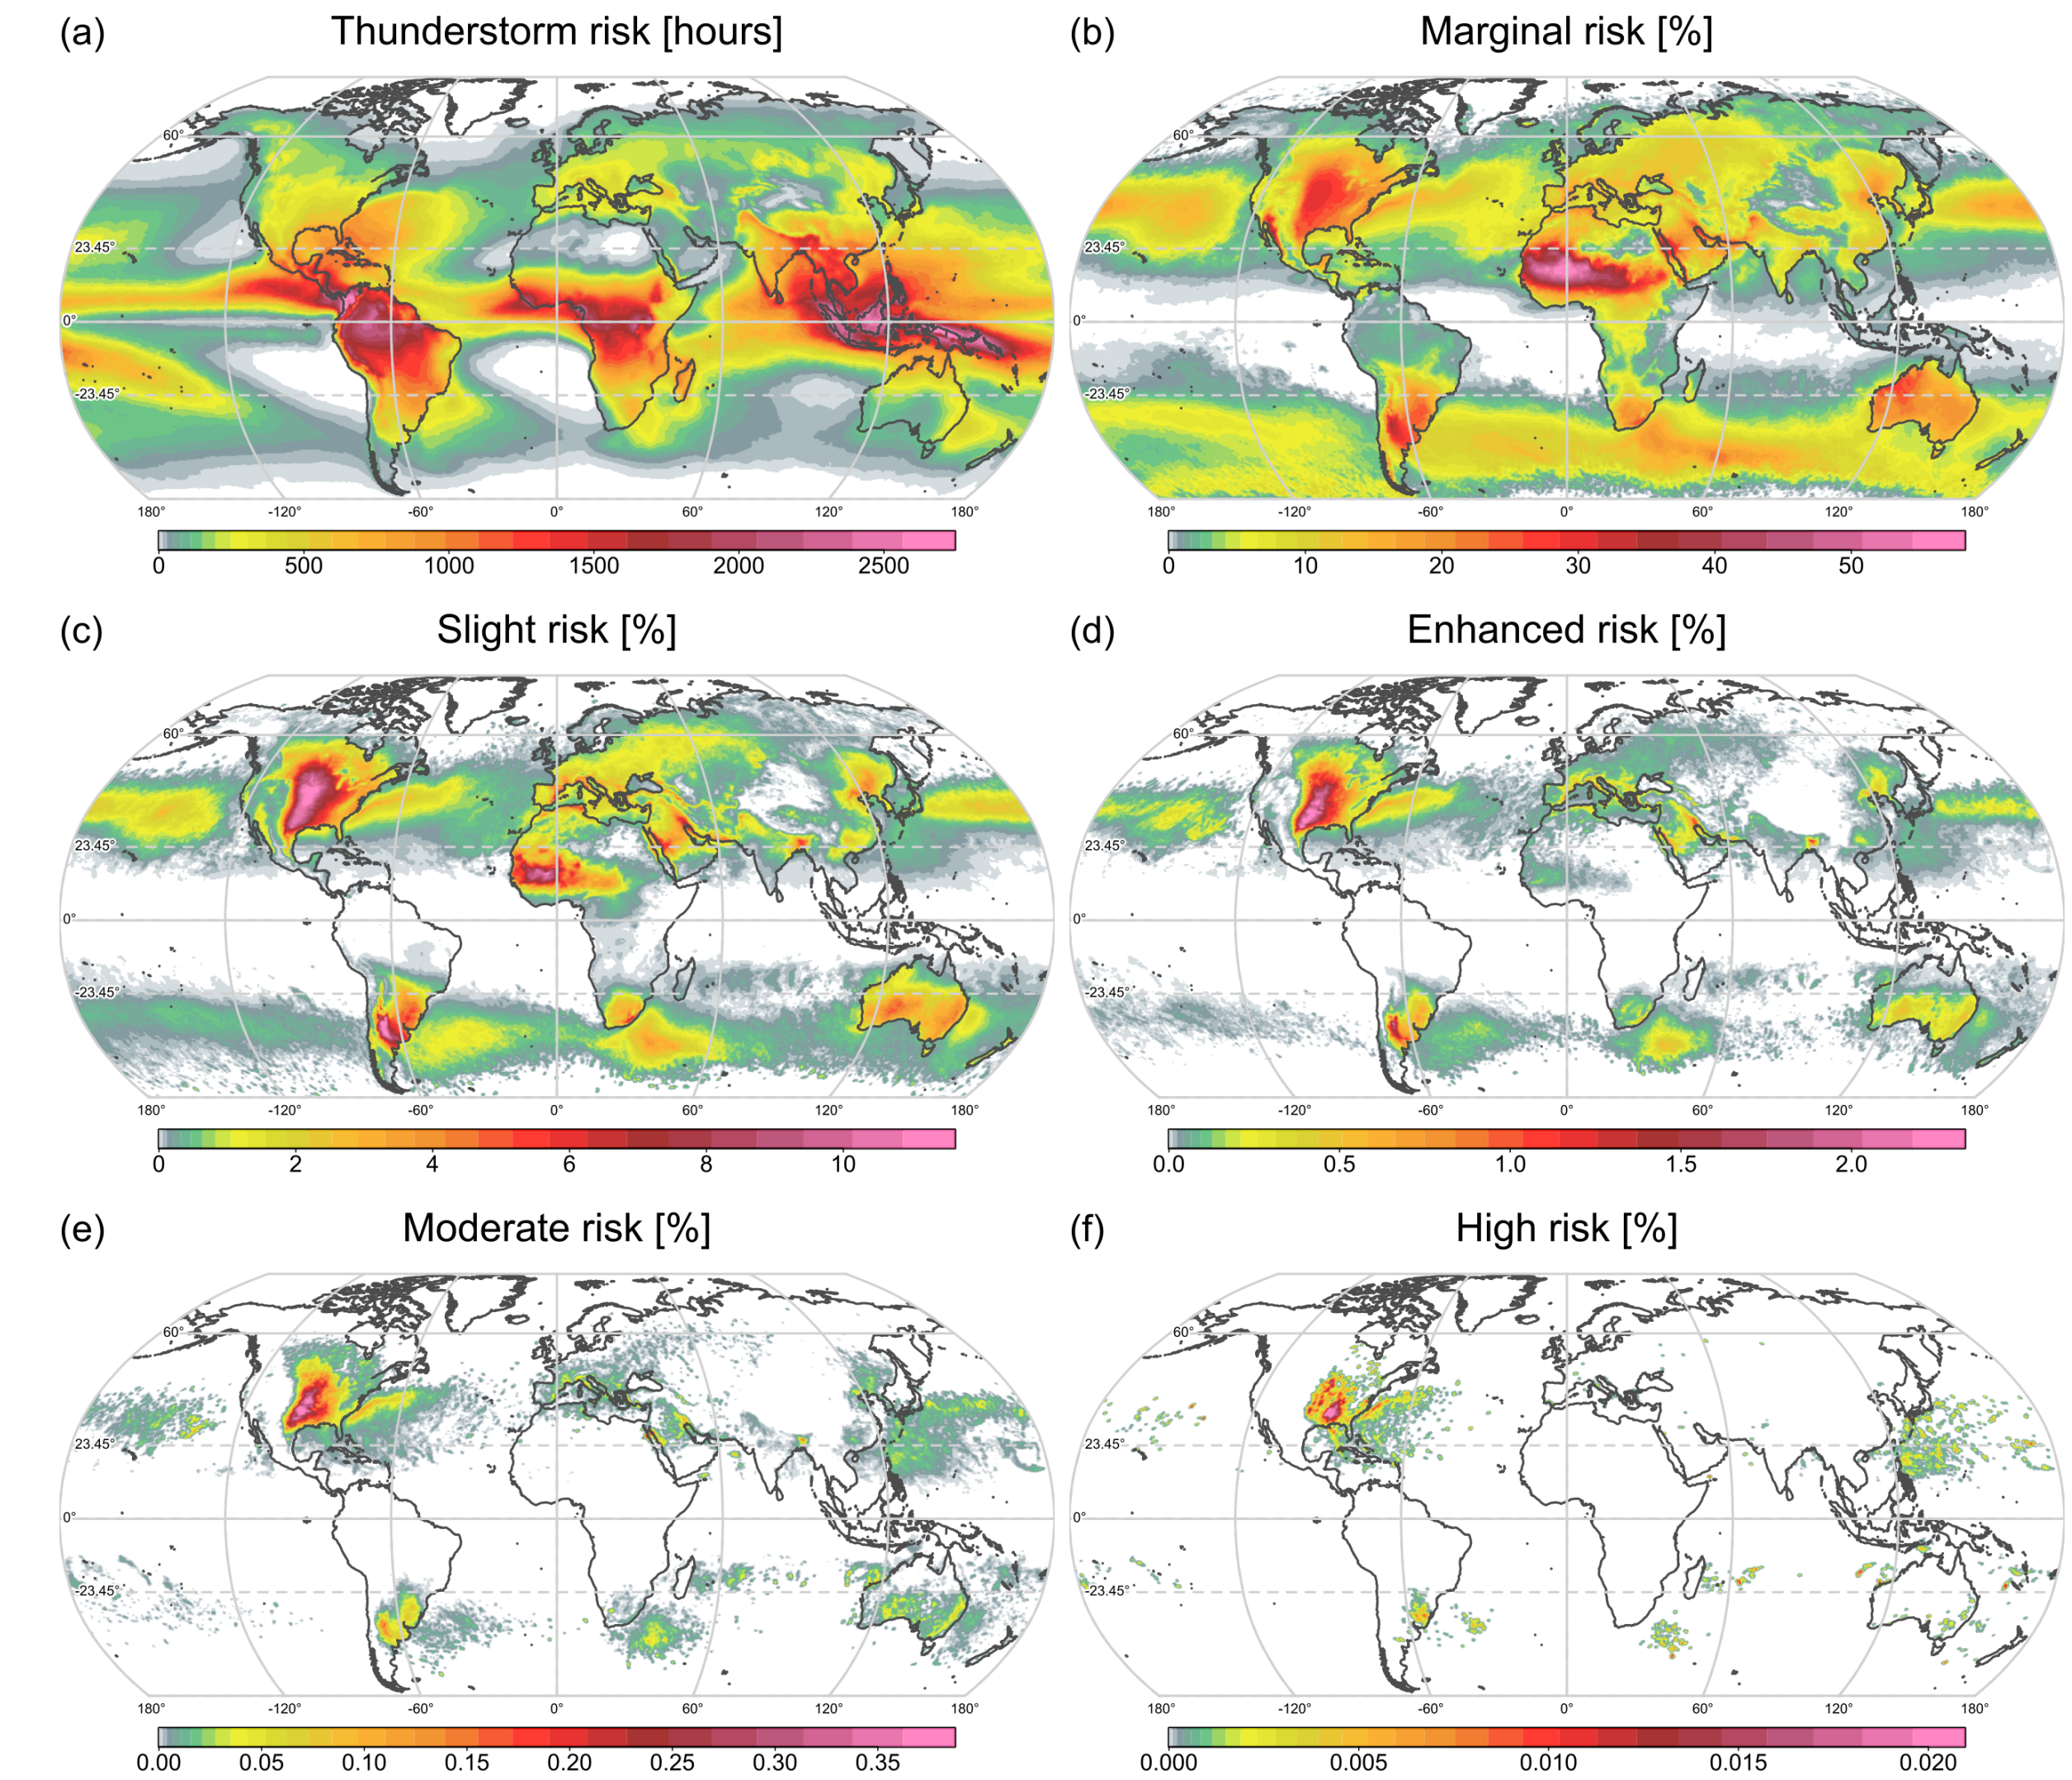 (a) Thunderstorm risk [hours]
60°
23.45°
0°
-23.45°
180° -120° -60° 0° 60° 120° 180°
0 500 1000 1500 2000 2500
(b) Marginal risk [%]
60°
23.45°
0°
-23.45°
180° -120° -60° 0° 60° 120° 180°
0 10 20 30 40 50
(c) Slight risk [%]
60°
23.45°
0°
-23.45°
180° -120° -60° 0° 60° 120° 180°
0 2 4 6 8 10
(d) Enhanced risk [%]
60°
23.45°
0°
-23.45°
180° -120° -60° 0° 60° 120° 180°
0.0 0.5 1.0 1.5 2.0
(e) Moderate risk [%]
60°
23.45°
0°
-23.45°
180° -120° -60° 0° 60° 120° 180°
0.00 0.05 0.10 0.15 0.20 0.25 0.30 0.35
(f) High risk [%]
60°
23.45°
0°
-23.45°
180° -120° -60° 0° 60° 120° 180°
0.000 0.005 0.010 0.015 0.020